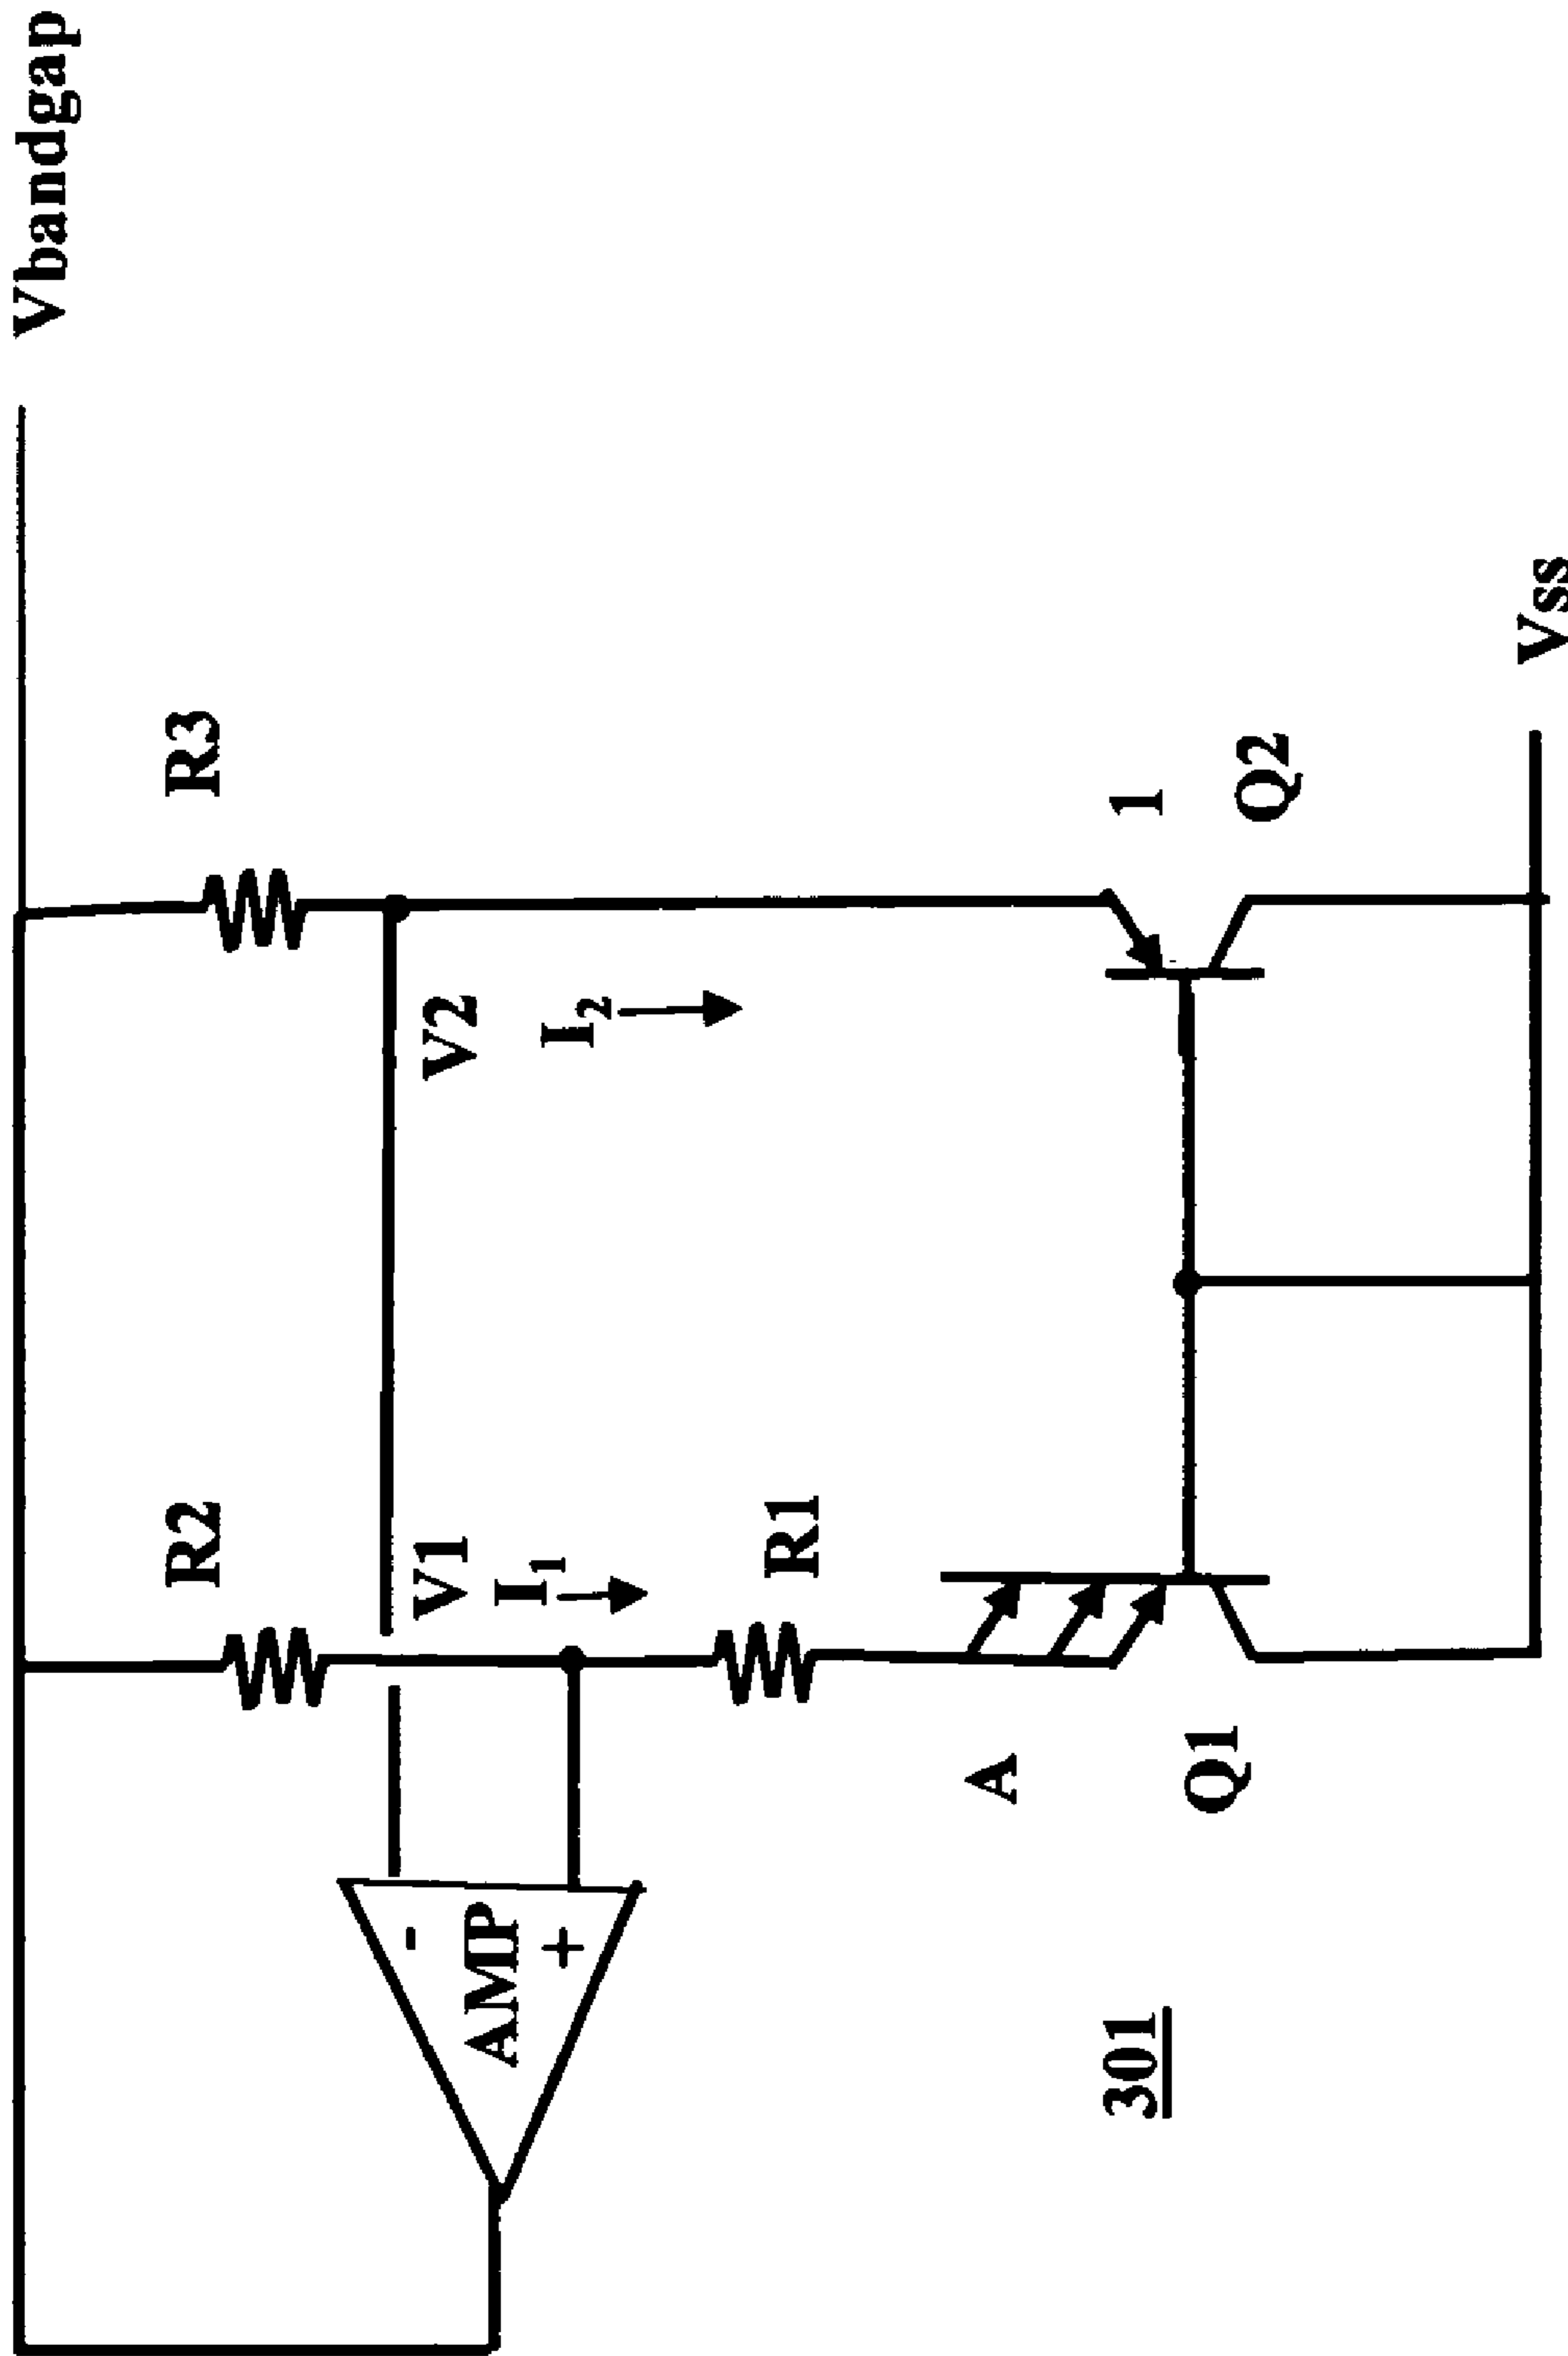 Vbandgap
R2
R3
V1
V2
I₁
I₂
-
AMP
+
R1
A
1
Q1
Q2
301
Vss